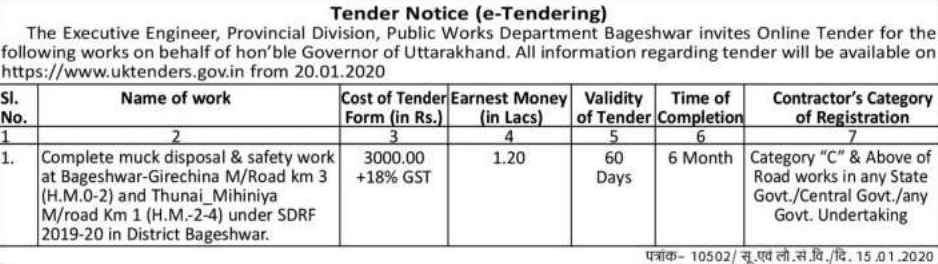 Tender Notice (e-Tendering)
The Executive Engineer, Provincial Division, Public Works Department Bageshwar invites Online Tender for the
following works on behalf of hon'ble Governor of Uttarakhand. All information regarding tender will be available on
https://www.uktenders.gov.in from 20.01.2020
Sl. No. | Name of work | Cost of Tender Form (in Rs.) | Earnest Money (in Lacs) | Validity of Tender | Time of Completion | Contractor's Category of Registration
1 | 2 | 3 | 4 | 5 | 6 | 7
1. | Complete muck disposal & safety work | 3000.00 | 1.20 | 60 | 6 Month | Category "C" & Above of
at Bageshwar-Girechina M/Road km 3 | +18% GST | Days | Road works in any State
(H.M.0-2) and Thunai_Mihiniya | Govt./Central Govt./any
M/road Km 1 (H.M.-2-4) under SDRF | Govt. Undertaking
2019-20 in District Bageshwar.
पत्रांक- 10502/ सू.एवं लो.सं.वि./दि. 15.01.2020